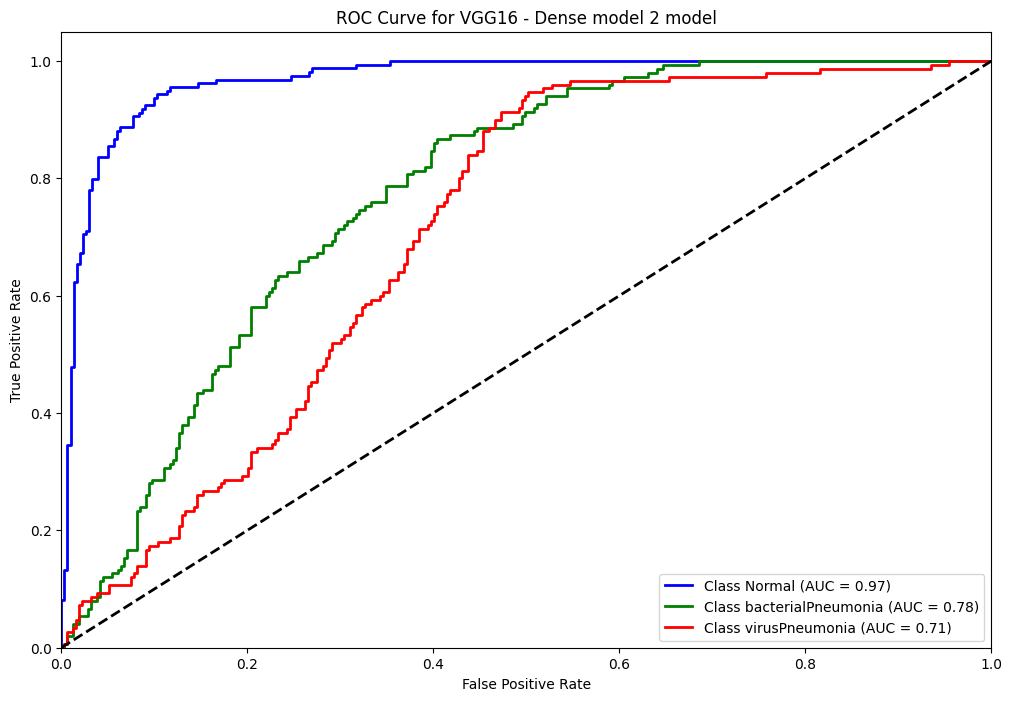 ROC Curve for VGG16 - Dense model 2 model
True Positive Rate
1.0
0.8
0.6
0.4
0.2
0.0
0.0 0.2 0.4 0.6 0.8 1.0
False Positive Rate
Class Normal (AUC = 0.97)
Class bacterialPneumonia (AUC = 0.78)
Class virusPneumonia (AUC = 0.71)